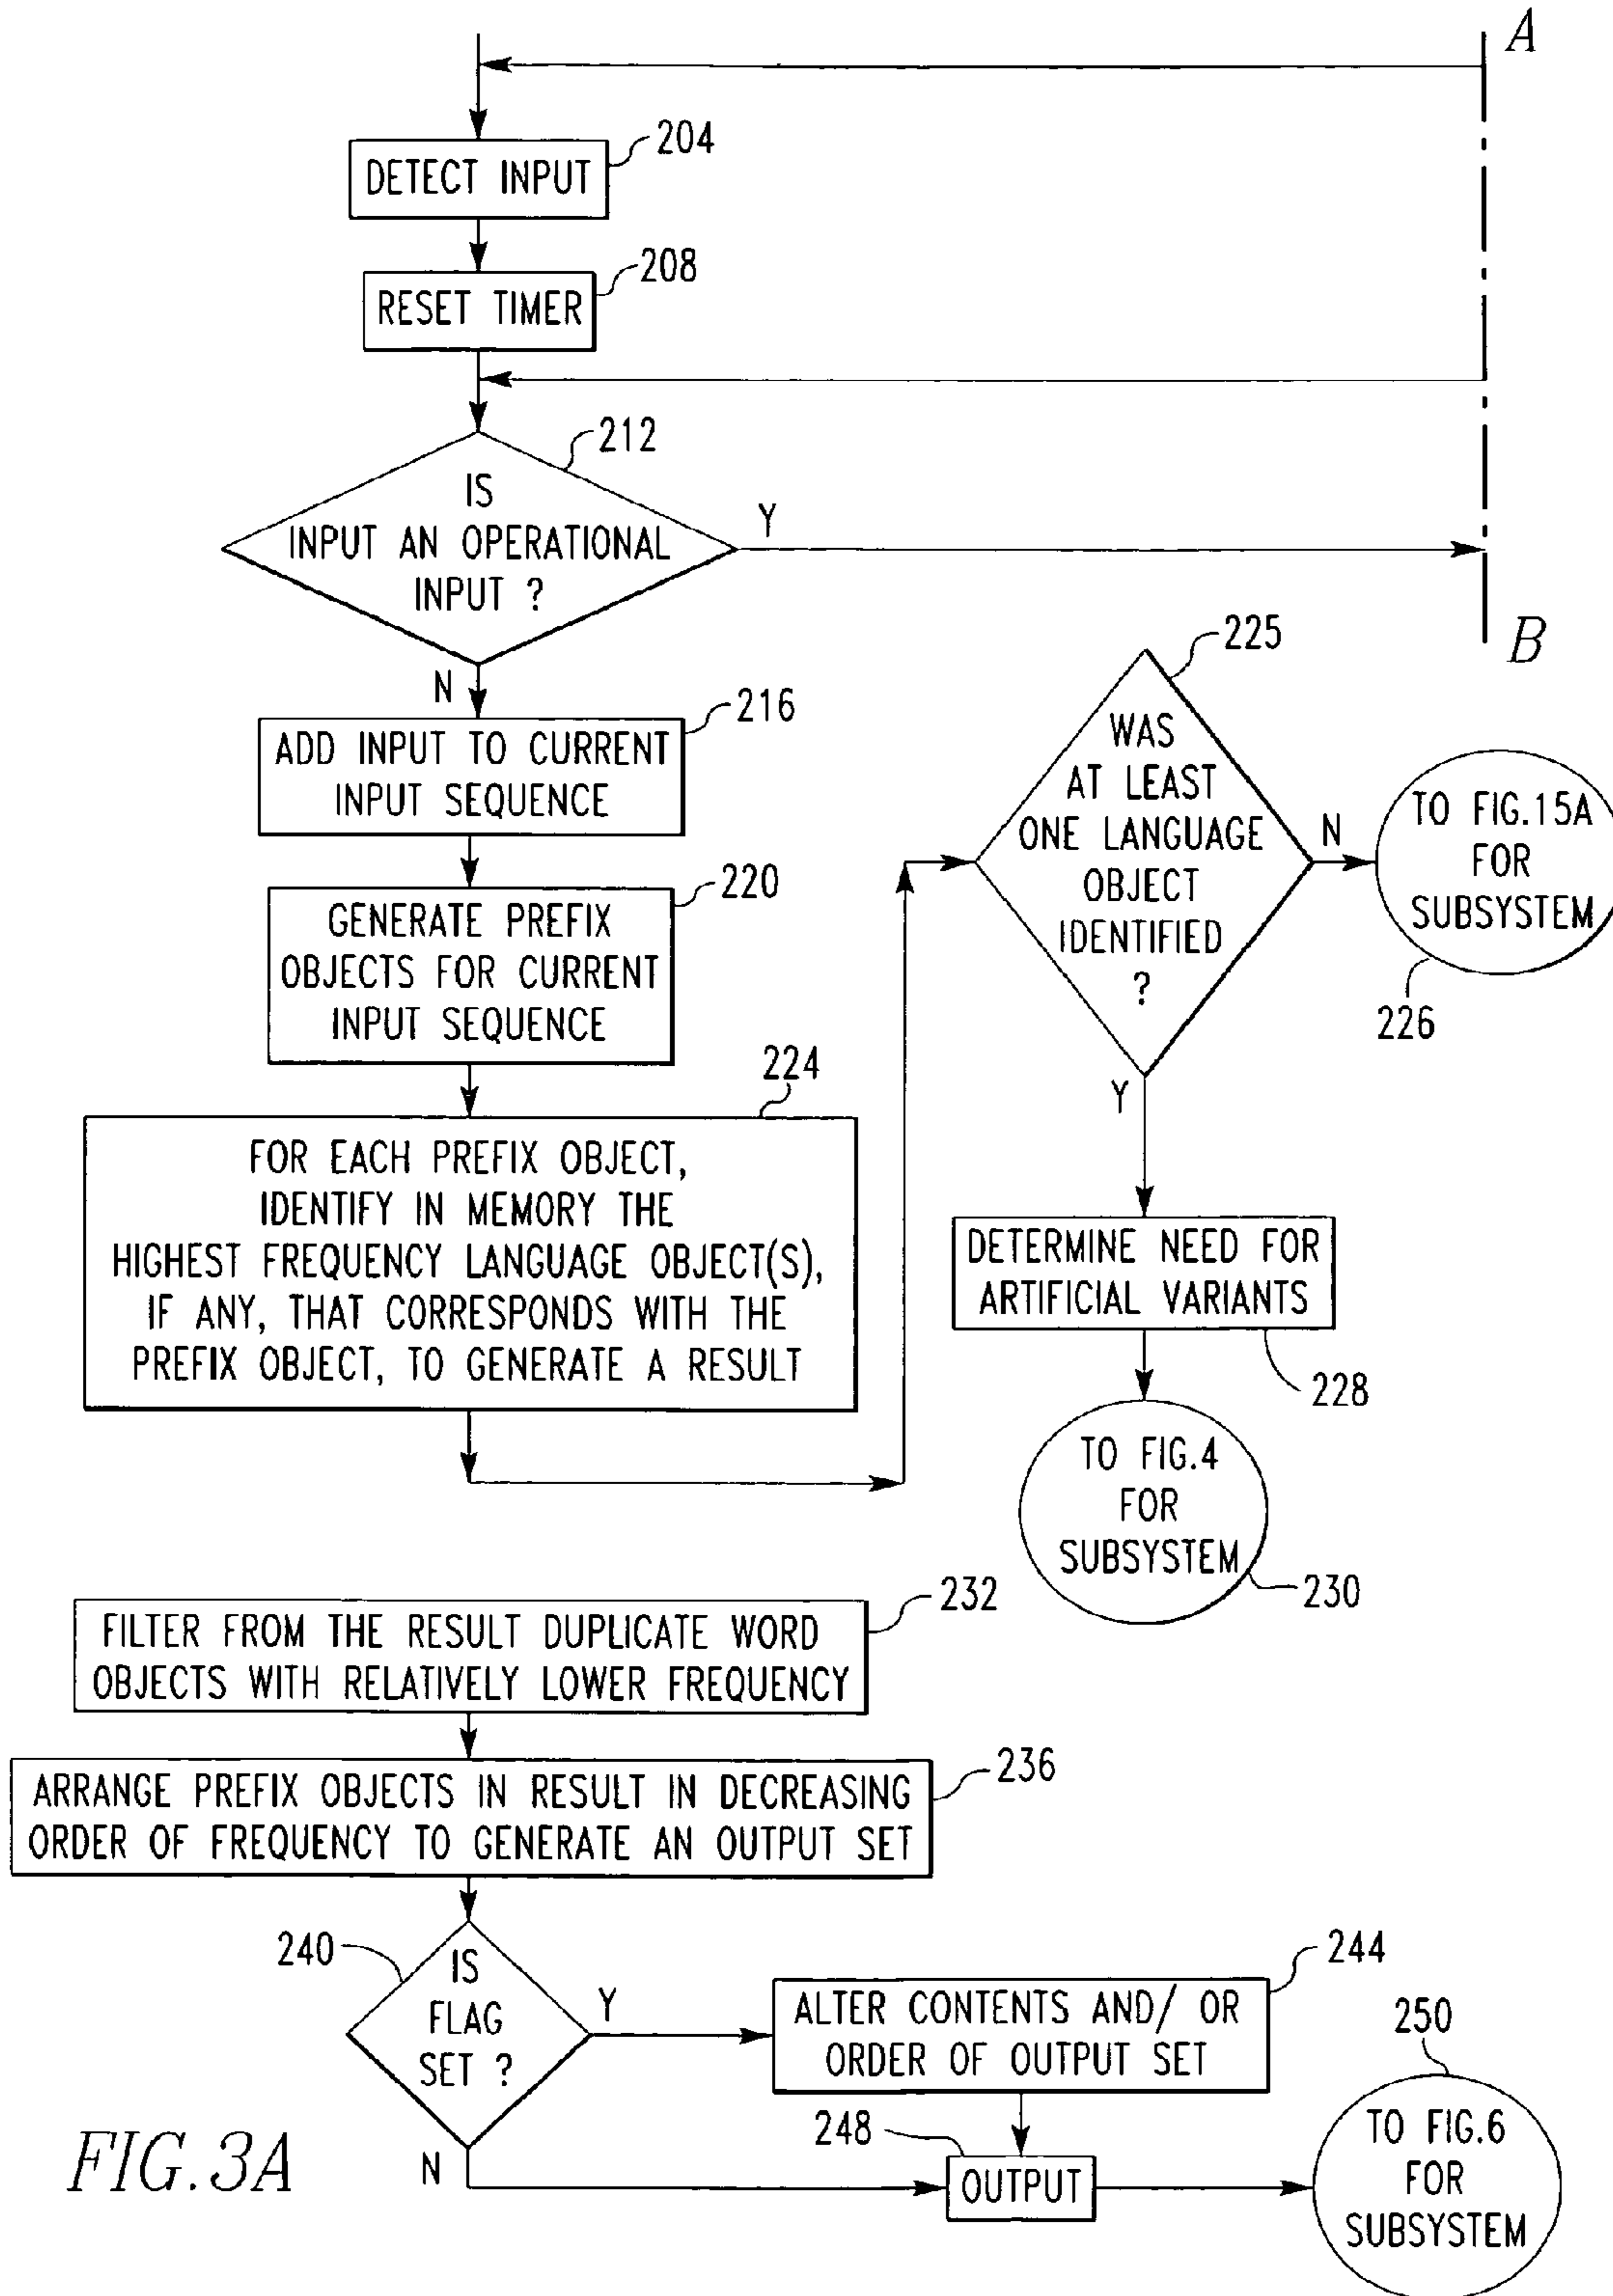 A
204
DETECT INPUT
208
RESET TIMER
212
IS
INPUT AN OPERATIONAL
INPUT ?
Y
N
B
216
ADD INPUT TO CURRENT
INPUT SEQUENCE
220
GENERATE PREFIX
OBJECTS FOR CURRENT
INPUT SEQUENCE
224
FOR EACH PREFIX OBJECT,
IDENTIFY IN MEMORY THE
HIGHEST FREQUENCY LANGUAGE OBJECT(S),
IF ANY, THAT CORRESPONDS WITH THE
PREFIX OBJECT, TO GENERATE A RESULT
225
WAS
AT LEAST
ONE LANGUAGE
OBJECT
IDENTIFIED
?
N
TO FIG.15A
FOR
SUBSYSTEM
226
Y
DETERMINE NEED FOR
ARTIFICIAL VARIANTS
228
TO FIG.4
FOR
SUBSYSTEM
230
232
FILTER FROM THE RESULT DUPLICATE WORD
OBJECTS WITH RELATIVELY LOWER FREQUENCY
236
ARRANGE PREFIX OBJECTS IN RESULT IN DECREASING
ORDER OF FREQUENCY TO GENERATE AN OUTPUT SET
240
IS
FLAG
SET ?
Y
244
ALTER CONTENTS AND/ OR
ORDER OF OUTPUT SET
N
248
OUTPUT
250
TO FIG.6
FOR
SUBSYSTEM
FIG.3A